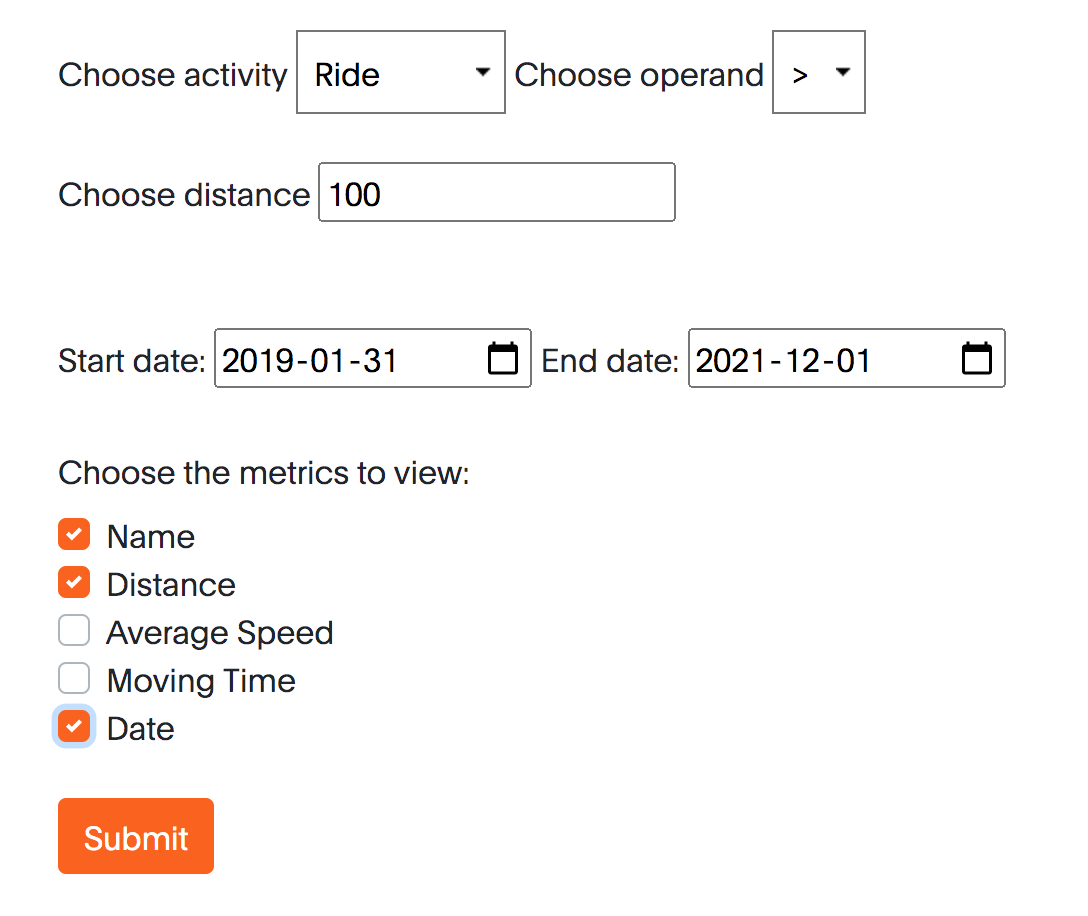 Choose activity Ride Choose operand >
Choose distance 100
Start date: 2019-01-31 End date: 2021-12-01
Choose the metrics to view:
Name
Distance
Average Speed
Moving Time
Date
Submit